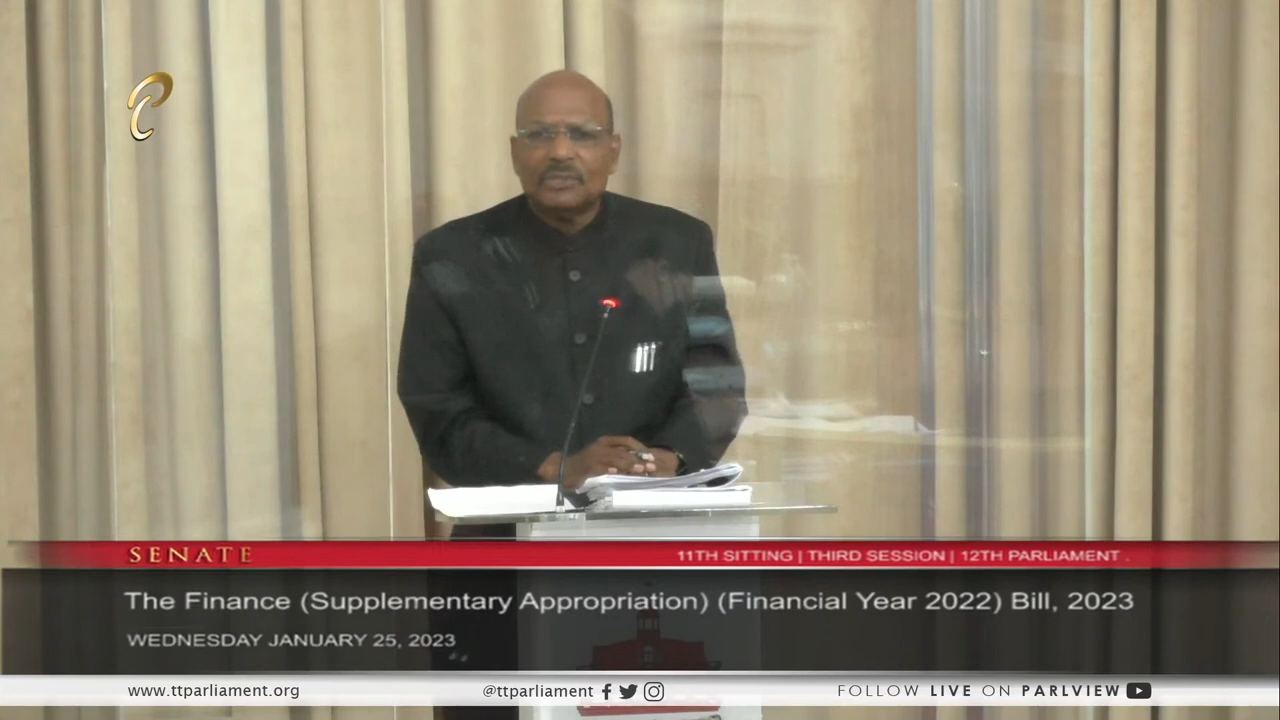 SENATE
11TH SITTING | THIRD SESSION | 12TH PARLIAMENT .
The Finance (Supplementary Appropriation) (Financial Year 2022) Bill, 2023
WEDNESDAY JANUARY 25, 2023
www.ttparliament.org
@ttparliament
FOLLOW LIVE ON PARLVIEW